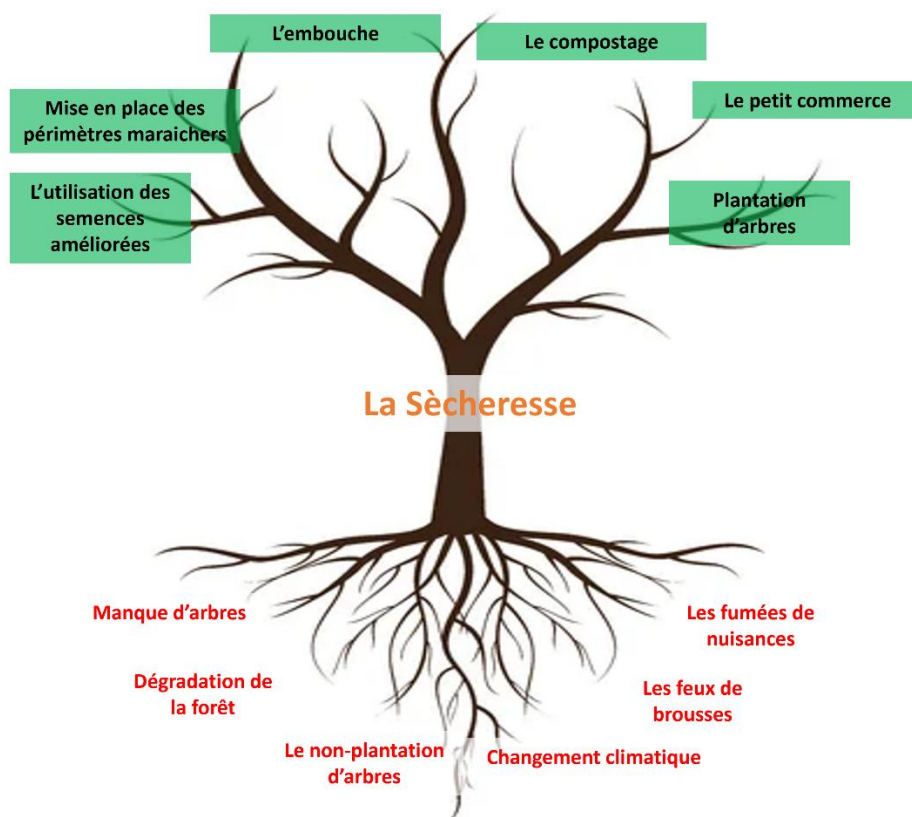 L'embouche
Le compostage
Mise en place des
périmètres maraichers
Le petit commerce
L'utilisation des
semences
améliorées
Plantation
d'arbres
La Sècheresse
Manque d'arbres
Les fumées de
nuisances
Dégradation de
la forêt
Les feux de
brousses
Le non-plantation
d'arbres
Changement climatique